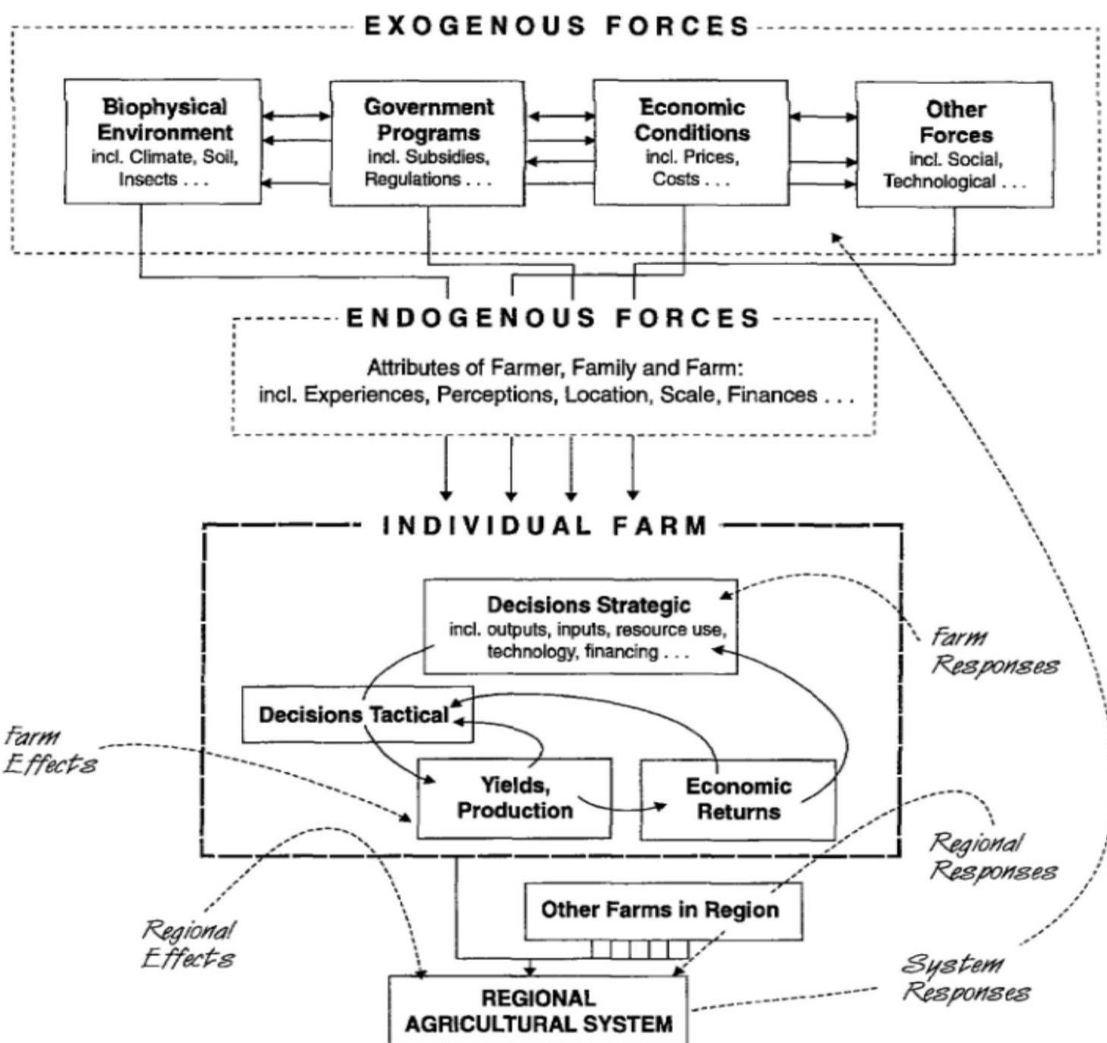 EXOGENOUS FORCES
Biophysical
Environment
incl. Climate, Soil,
Insects . . .
Government
Programs
incl. Subsidies,
Regulations . . .
Economic
Conditions
incl. Prices,
Costs . . .
Other
Forces
incl. Social,
Technological . . .
ENDOGENOUS FORCES
Attributes of Farmer, Family and Farm:
incl. Experiences, Perceptions, Location, Scale, Finances . . .
INDIVIDUAL FARM
Decisions Strategic
incl. outputs, inputs, resource use,
technology, financing . . .
Farm
Responses
Decisions Tactical
Farm
Effects
Yields,
Production
Economic
Returns
Regional
Responses
Other Farms in Region
Regional
Effects
System
Responses
REGIONAL
AGRICULTURAL SYSTEM